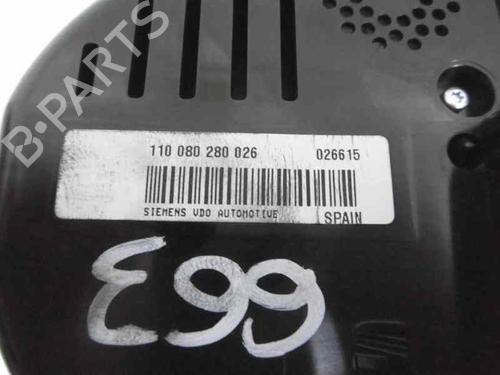 B-PARTS
110 080 280 026 026615
SIEMENS VDO AUTOMOTIVE SPAIN
E99